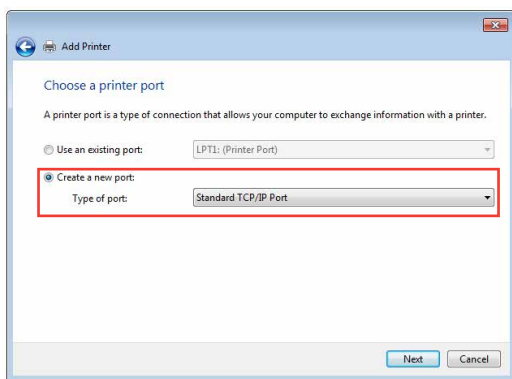 Add Printer
Choose a printer port
A printer port is a type of connection that allows your computer to exchange information with a printer.
Use an existing port: LPT1: (Printer Port)
Create a new port:
Type of port: Standard TCP/IP Port
Next Cancel